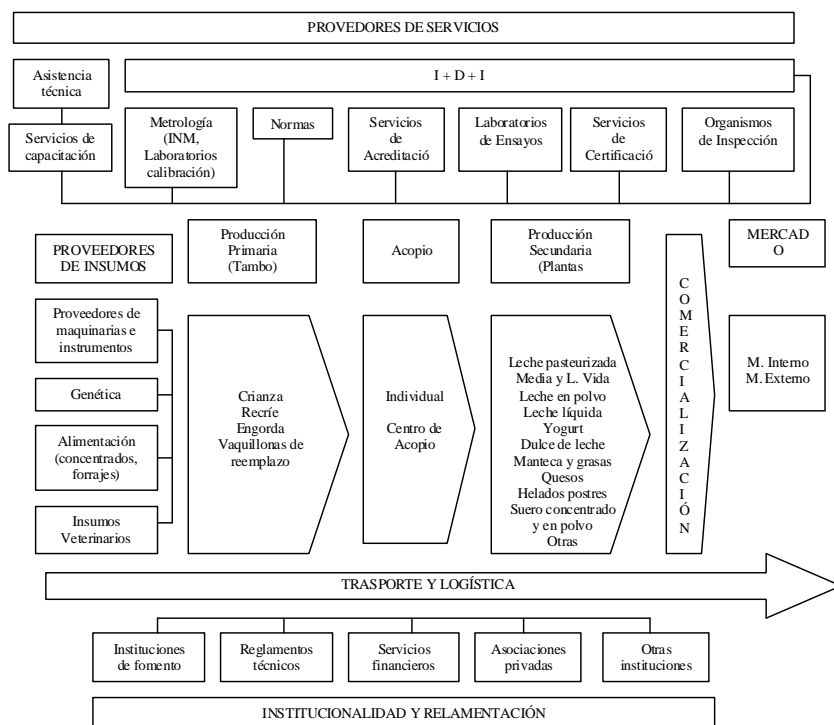 PROVEDORES DE SERVICIOS
Asistencia
técnica
I + D + I
Servicios de
capacitación
Metrología
(INM,
Laboratorios
calibración)
Normas
Servicios
de
Acreditació
Laboratorios
de Ensayos
Servicios
de
Certificació
Organismos
de Inspección
PROVEEDORES
DE INSUMOS
Producción
Primaria
(Tambo)
Acopio
Producción
Secundaria
(Plantas
COMERCIALIZACIÓN
MERCAD
O
Proveedores de
maquinarias e
instrumentos
Genética
Alimentación
(concentrados,
forrajes)
Insumos
Veterinarios
Crianza
Recríe
Engorda
Vaquillonas de
reemplazo
Individual
Centro de
Acopio
Leche pasteurizada
Media y L. Vida
Leche en polvo
Leche líquida
Yogurt
Dulce de leche
Manteca y grasas
Quesos
Helados postres
Suero concentrado
y en polvo
Otras
M. Interno
M. Externo
TRASPORTE Y LOGÍSTICA
Instituciones
de fomento
Reglamentos
técnicos
Servicios
financieros
Asociaciones
privadas
Otras
instituciones
INSTITUCIONALIDAD Y RELAMENTACIÓN